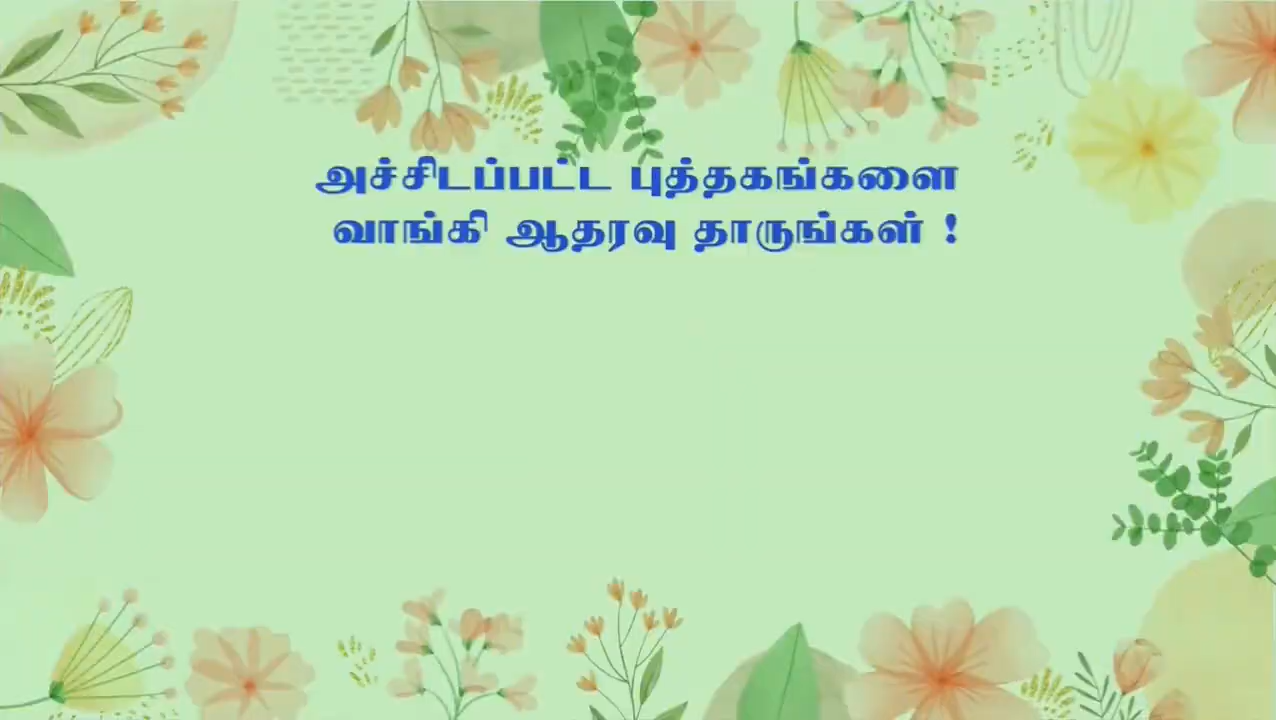 அச்சிடப்பட்ட புத்தகங்களை
வாங்கி ஆதரவு தாருங்கள் !